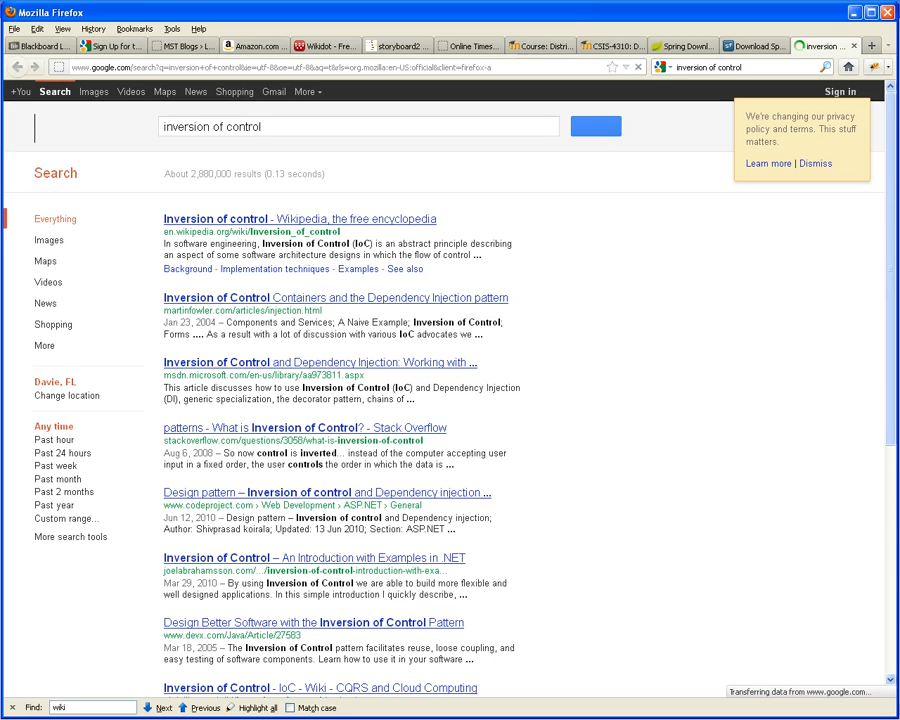 Mozilla Firefox
File Edit View History Bookmarks Tools Help
Blackboard L... Sign Up for t... MST Blogs › L... Amazon.com ... Wikidot - Fre... storyboard2 ... Online Times... Course: Distri... CSIS-4310: D... Spring Downl... Download Sp... inversion ...
www.google.com/search?q=inversion+of+control&ie=utf-8&oe=utf-8&aq=t&rls=org.mozilla:en-US:official&client=firefox-a
inversion of control
+You Search Images Videos Maps News Shopping Gmail More
Sign in
inversion of control
We're changing our privacy
policy and terms. This stuff
matters.
Learn more | Dismiss
Search
About 2,880,000 results (0.13 seconds)
Everything
Images
Maps
Videos
News
Shopping
More
Davie, FL
Change location
Any time
Past hour
Past 24 hours
Past week
Past month
Past 2 months
Past year
Custom range...
More search tools
Inversion of control - Wikipedia, the free encyclopedia
en.wikipedia.org/wiki/Inversion_of_control
In software engineering, Inversion of Control (IoC) is an abstract principle describing
an aspect of some software architecture designs in which the flow of control ...
Background - Implementation techniques - Examples - See also
Inversion of Control Containers and the Dependency Injection pattern
martinfowler.com/articles/injection.html
Jan 23, 2004 – Components and Services; A Naive Example; Inversion of Control;
Forms .... As a result with a lot of discussion with various IoC advocates we ...
Inversion of Control and Dependency Injection: Working with ...
msdn.microsoft.com/en-us/library/aa973811.aspx
This article discusses how to use Inversion of Control (IoC) and Dependency Injection
(DI), generic specialization, the decorator pattern, chains of ...
patterns - What is Inversion of Control? - Stack Overflow
stackoverflow.com/questions/3058/what-is-inversion-of-control
Aug 6, 2008 – So now control is inverted... instead of the computer accepting user
input in a fixed order, the user controls the order in which the data is ...
Design pattern – Inversion of control and Dependency injection ...
www.codeproject.com › Web Development › ASP.NET › General
Jun 12, 2010 – Design pattern – Inversion of control and Dependency injection;
Author: Shivprasad koirala; Updated: 13 Jun 2010; Section: ASP.NET ...
Inversion of Control – An Introduction with Examples in .NET
joelabrahamsson.com/.../inversion-of-control-introduction-with-exa...
Mar 29, 2010 – By using Inversion of Control we are able to build more flexible and
well designed applications. In this simple introduction I quickly describe, ...
Design Better Software with the Inversion of Control Pattern
www.devx.com/Java/Article/27583
Mar 18, 2005 – The Inversion of Control pattern facilitates reuse, loose coupling, and
easy testing of software components. Learn how to use it in your software ...
Inversion of Control - IoC - Wiki - CQRS and Cloud Computing
Transferring data from www.google.com...
Find: wiki Next Previous Highlight all Match case